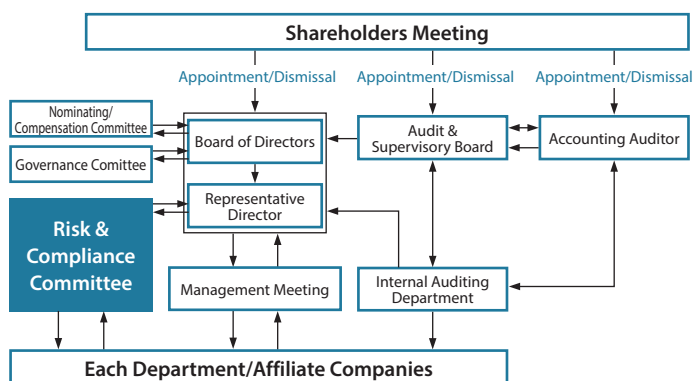 Shareholders Meeting
Appointment/Dismissal
Appointment/Dismissal
Appointment/Dismissal
Nominating/
Compensation Committee
Governance Comittee
Board of Directors
Audit &
Supervisory Board
Accounting Auditor
Representative
Director
Risk &
Compliance
Committee
Management Meeting
Internal Auditing
Department
Each Department/Affiliate Companies